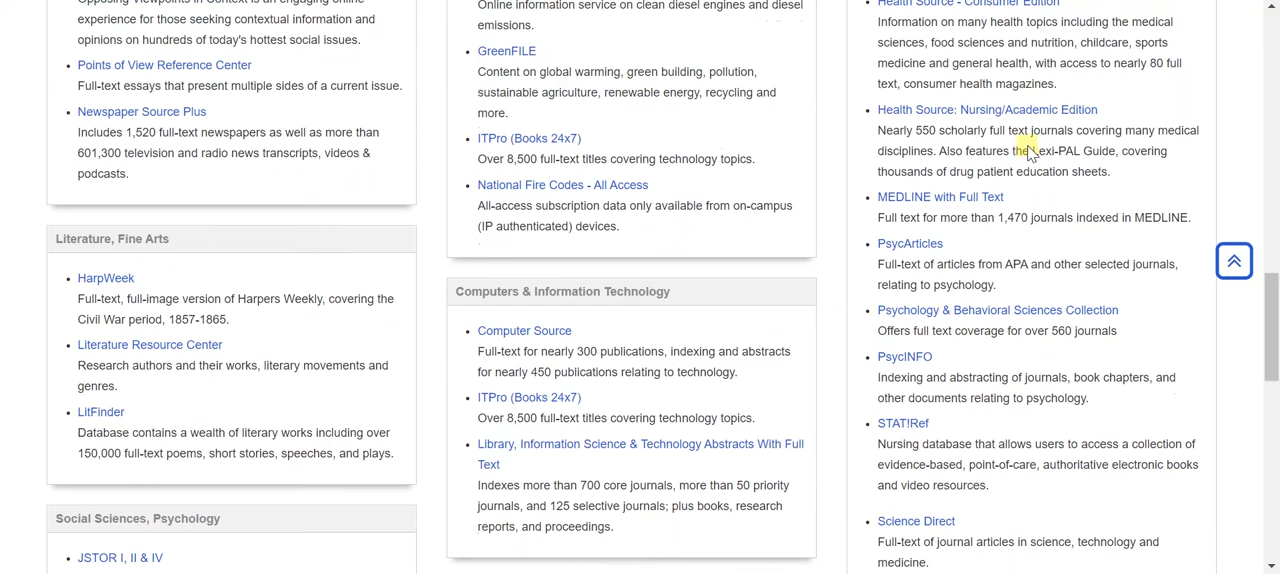 Opposing Viewpoints in Context is an engaging online
experience for those seeking contextual information and
opinions on hundreds of today's hottest social issues.
Points of View Reference Center
Full-text essays that present multiple sides of a current issue.
Newspaper Source Plus
Includes 1,520 full-text newspapers as well as more than
601,300 television and radio news transcripts, videos &
podcasts.
Literature, Fine Arts
HarpWeek
Full-text, full-image version of Harpers Weekly, covering the
Civil War period, 1857-1865.
Literature Resource Center
Research authors and their works, literary movements and
genres.
LitFinder
Database contains a wealth of literary works including over
150,000 full-text poems, short stories, speeches, and plays.
Social Sciences, Psychology
JSTOR I, II & IV
Online information service on clean diesel engines and diesel
emissions.
GreenFILE
Content on global warming, green building, pollution,
sustainable agriculture, renewable energy, recycling and
more.
ITPro (Books 24x7)
Over 8,500 full-text titles covering technology topics.
National Fire Codes - All Access
All-access subscription data only available from on-campus
(IP authenticated) devices.
Computers & Information Technology
Computer Source
Full-text for nearly 300 publications, indexing and abstracts
for nearly 450 publications relating to technology.
ITPro (Books 24x7)
Over 8,500 full-text titles covering technology topics.
Library, Information Science & Technology Abstracts With Full
Text
Indexes more than 700 core journals, more than 50 priority
journals, and 125 selective journals; plus books, research
reports, and proceedings.
Health Source - Consumer Edition
Information on many health topics including the medical
sciences, food sciences and nutrition, childcare, sports
medicine and general health, with access to nearly 80 full
text, consumer health magazines.
Health Source: Nursing/Academic Edition
Nearly 550 scholarly full text journals covering many medical
disciplines. Also features the Lexi-PAL Guide, covering
thousands of drug patient education sheets.
MEDLINE with Full Text
Full text for more than 1,470 journals indexed in MEDLINE.
PsycArticles
Full-text of articles from APA and other selected journals,
relating to psychology.
Psychology & Behavioral Sciences Collection
Offers full text coverage for over 560 journals
PsycINFO
Indexing and abstracting of journals, book chapters, and
other documents relating to psychology.
STAT!Ref
Nursing database that allows users to access a collection of
evidence-based, point-of-care, authoritative electronic books
and video resources.
Science Direct
Full-text of journal articles in science, technology and
medicine.